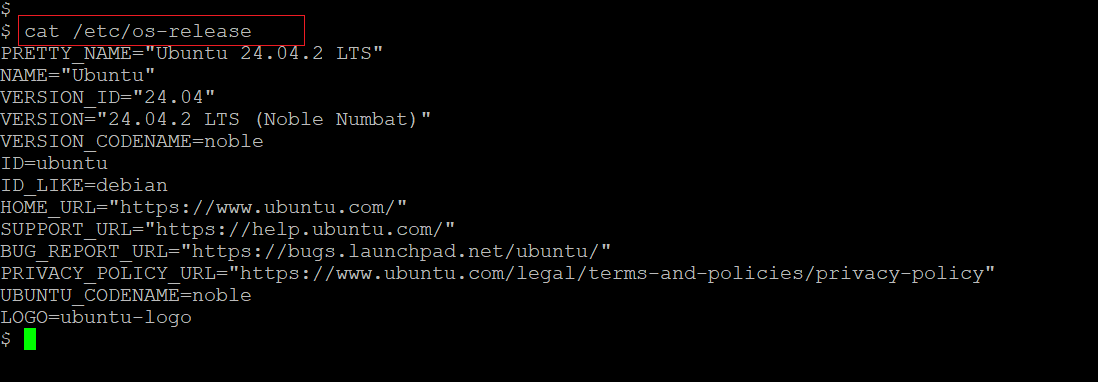 $
$ cat /etc/os-release
PRETTY_NAME="Ubuntu 24.04.2 LTS"
NAME="Ubuntu"
VERSION_ID="24.04"
VERSION="24.04.2 LTS (Noble Numbat)"
VERSION_CODENAME=noble
ID=ubuntu
ID_LIKE=debian
HOME_URL="https://www.ubuntu.com/"
SUPPORT_URL="https://help.ubuntu.com/"
BUG_REPORT_URL="https://bugs.launchpad.net/ubuntu/"
PRIVACY_POLICY_URL="https://www.ubuntu.com/legal/terms-and-policies/privacy-policy"
UBUNTU_CODENAME=noble
LOGO=ubuntu-logo
$